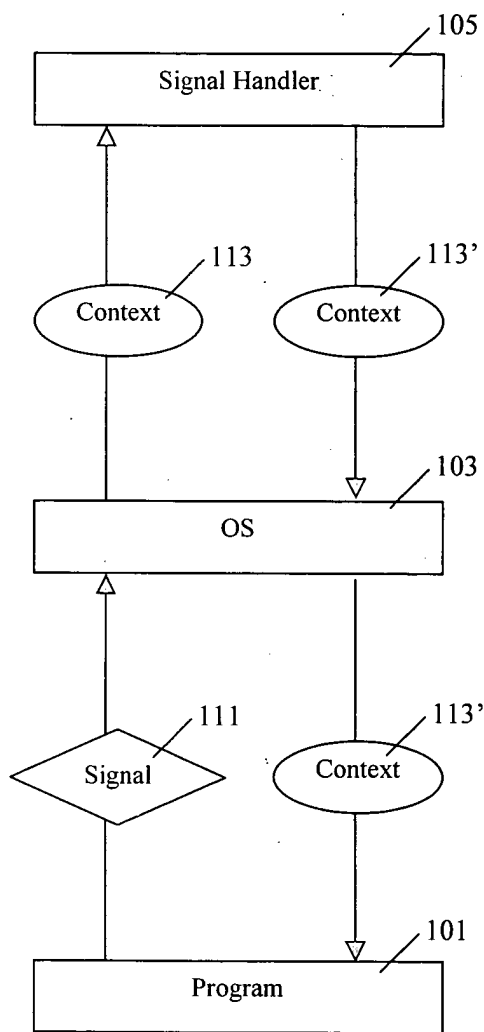 105
Signal Handler
113
113’
Context
Context
103
OS
111
113’
Signal
Context
101
Program